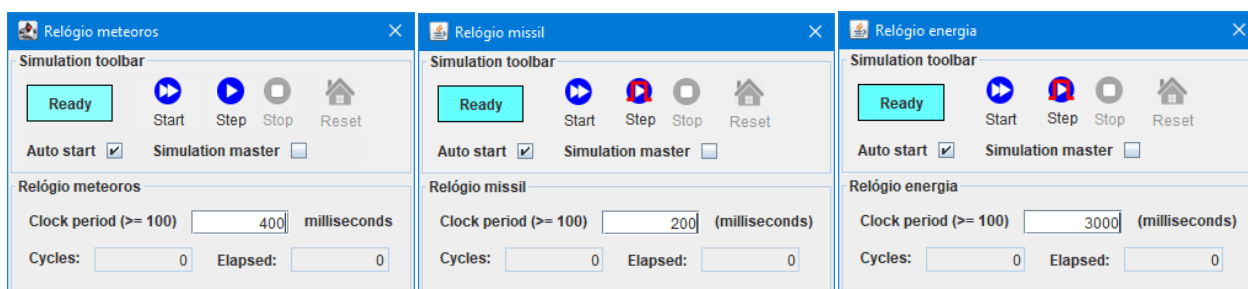 Relógio meteoros
Simulation toolbar
Ready
Start Step Stop Reset
Auto start Simulation master
Relógio meteoros
Clock period (>= 100) 400 milliseconds
Cycles: 0 Elapsed: 0
Relógio missil
Simulation toolbar
Ready
Start Step Stop Reset
Auto start Simulation master
Relógio missil
Clock period (>= 100) 200 (milliseconds)
Cycles: 0 Elapsed: 0
Relógio energia
Simulation toolbar
Ready
Start Step Stop Reset
Auto start Simulation master
Relógio energia
Clock period (>= 100) 3000 (milliseconds)
Cycles: 0 Elapsed: 0